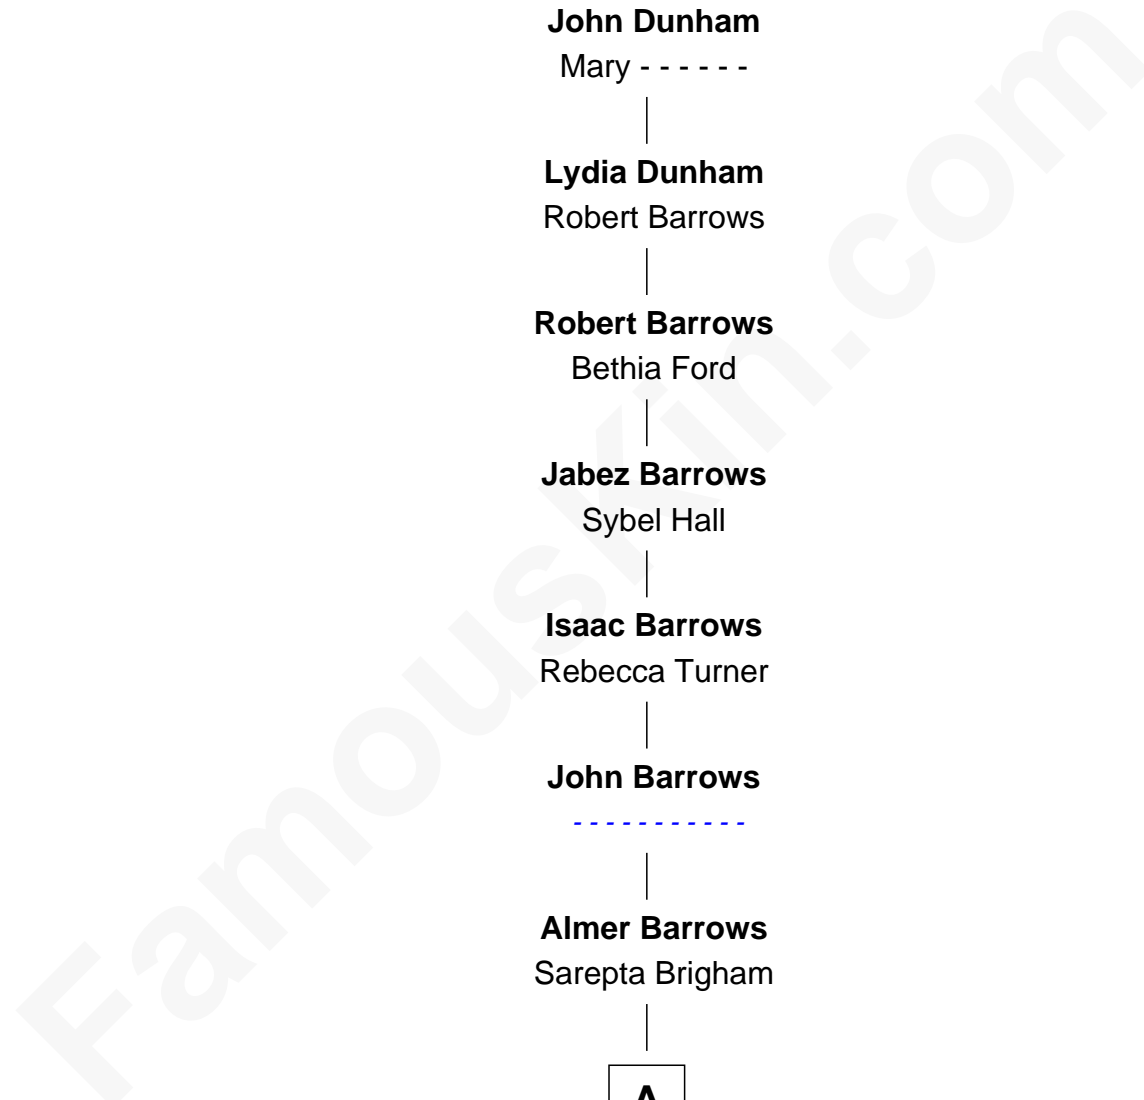 John Dunham
Mary - - - - - -
Lydia Dunham
Robert Barrows
Robert Barrows
Bethia Ford
Jabez Barrows
Sybel Hall
Isaac Barrows
Rebecca Turner
John Barrows
- - - - - - - - - - -
Almer Barrows
Sarepta Brigham
A
FamousKin.com